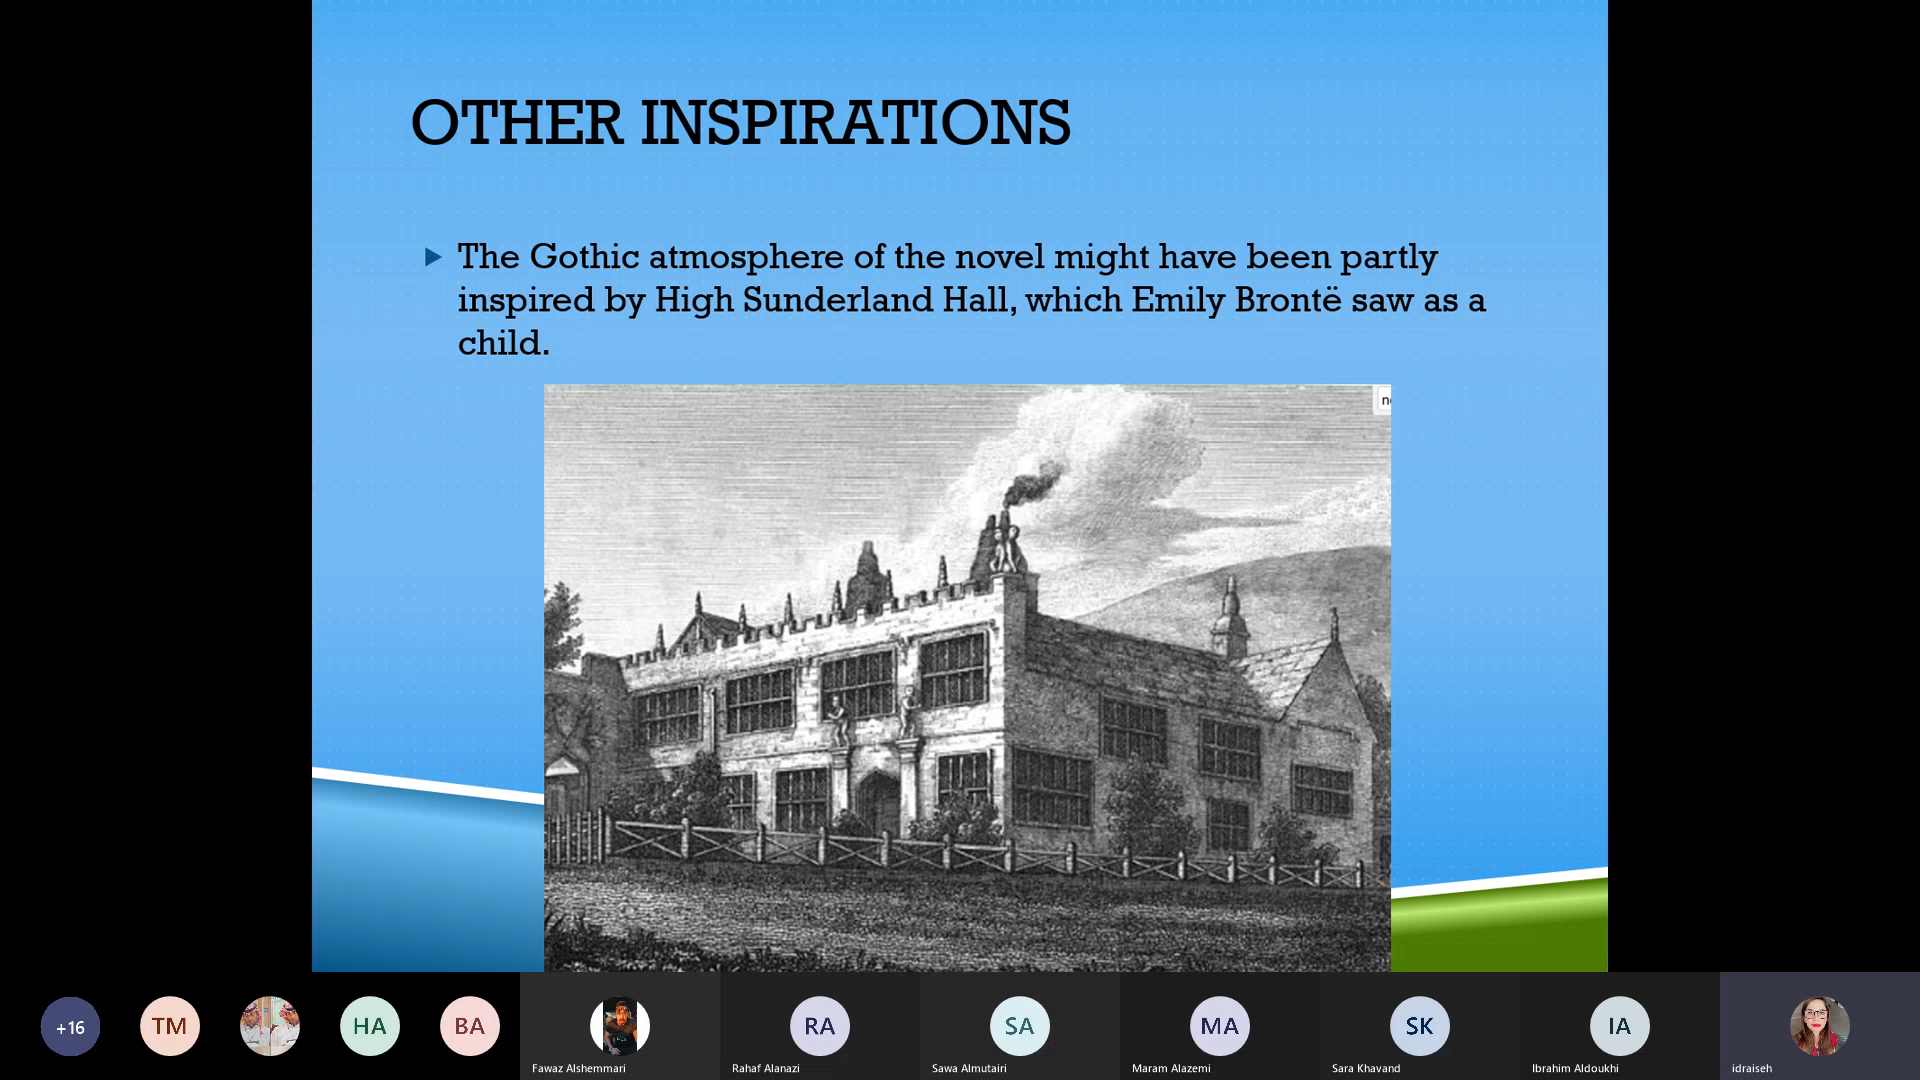 OTHER INSPIRATIONS
The Gothic atmosphere of the novel might have been partly
inspired by High Sunderland Hall, which Emily Brontë saw as a
child.
+16
TM
HA
BA
RA
SA
MA
SK
IA
Fawaz Alshemmari
Rahaf Alanazi
Sawa Almutairi
Maram Alazemi
Sara Khavand
Ibrahim Aldoukhi
idraiseh